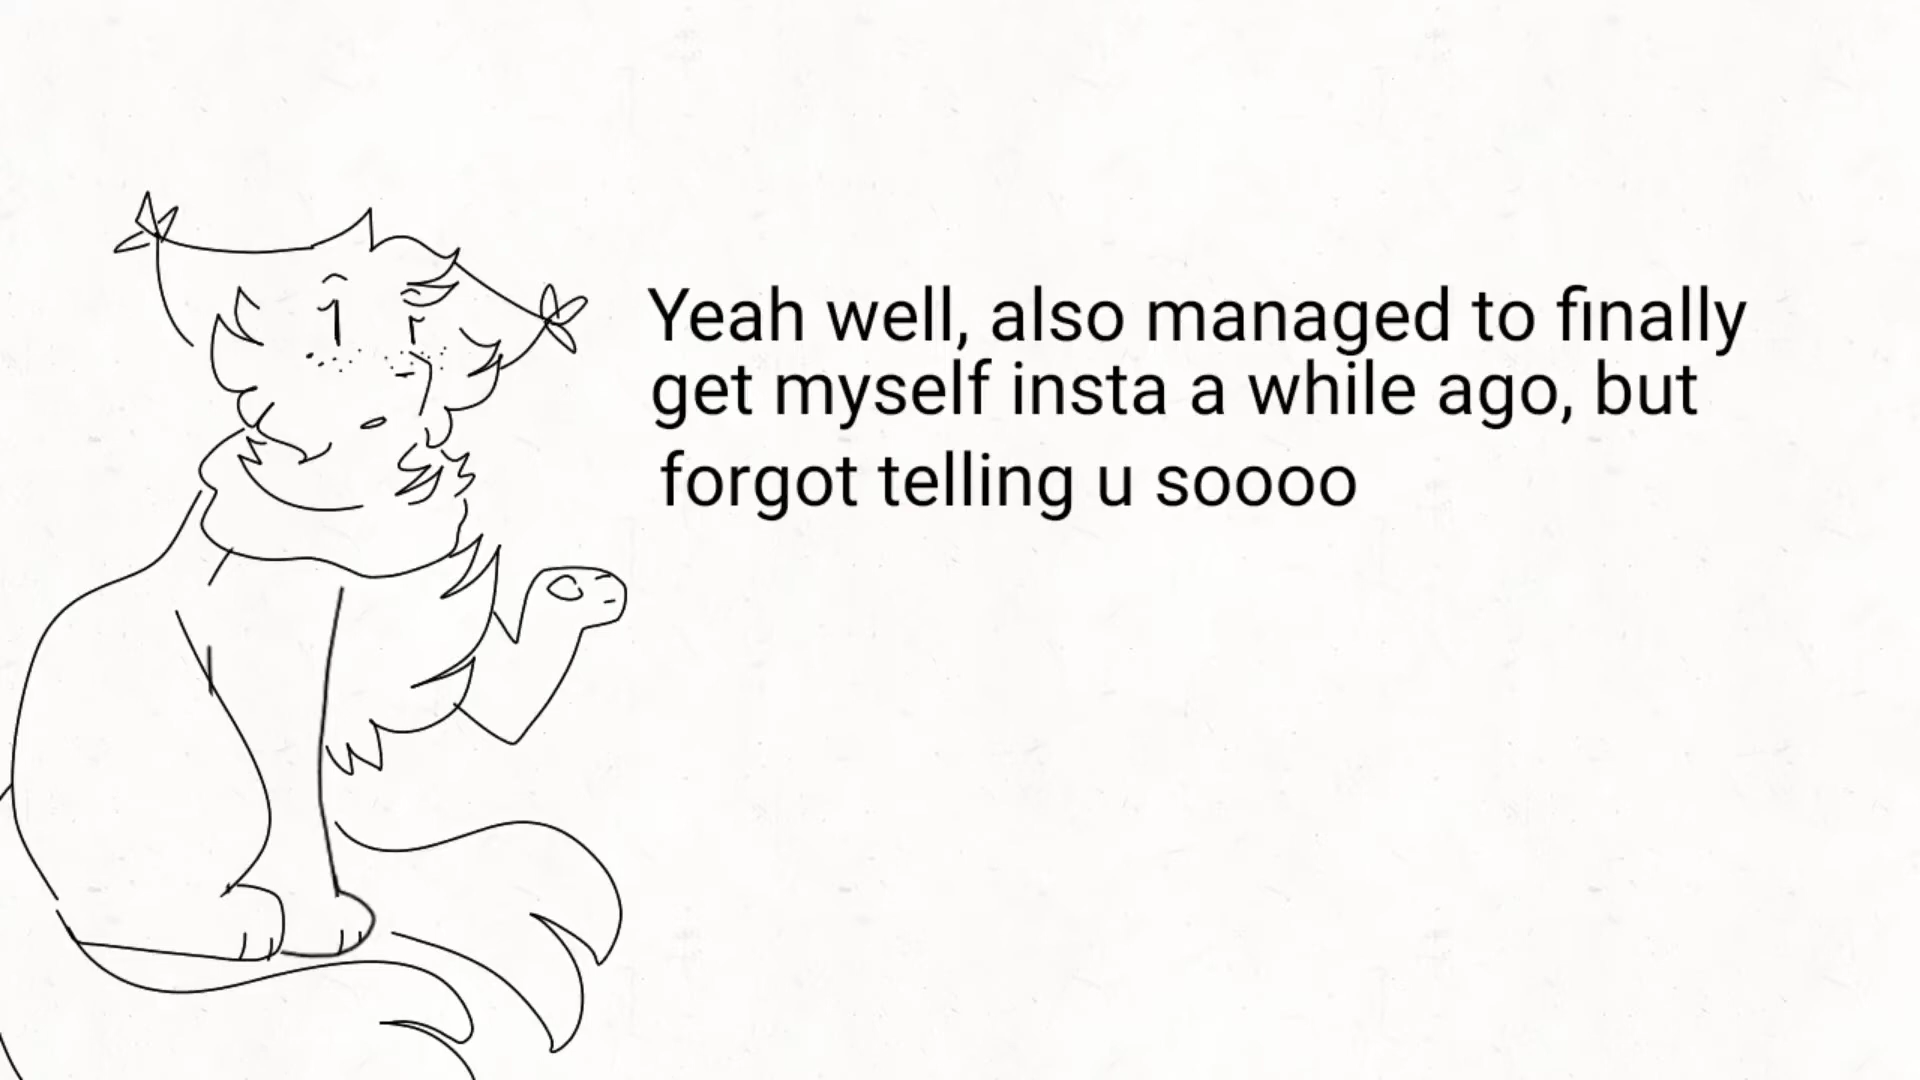 Yeah well, also managed to finally
get myself insta a while ago, but
forgot telling u soooo